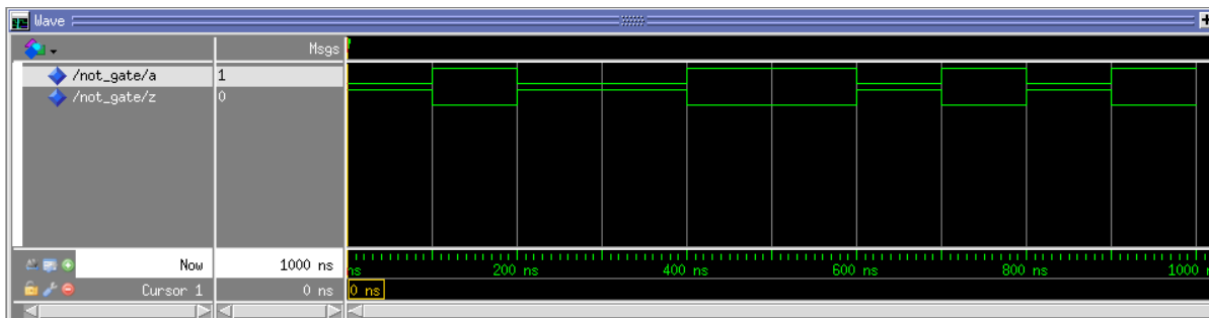 Wave
Msgs
/not_gate/a 1
/not_gate/z 0
Now 1000 ns
ns 200 ns 400 ns 600 ns 800 ns 1000
Cursor 1 0 ns 0 ns